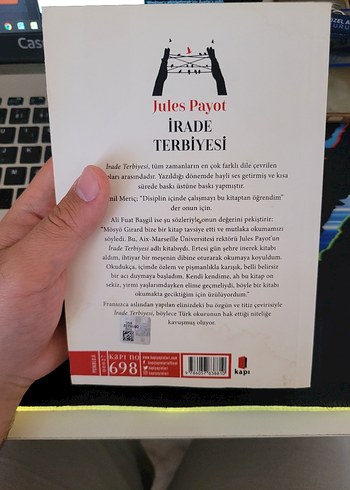 Jules Payot
İRADE
TERBİYESİ
İrade Terbiyesi, tüm zamanların en çok farklı dile çevrilen
arasındadır. Yazıldığı dönemde hayli ses getirmiş ve kısa
sürede baskı üstüne baskı yapmıştır.
Meriç; "Disiplin içinde çalışmayı bu kitaptan öğrendim"
der onun için.
Ali Fuat Başgil ise şu sözleriyle onun değerini pekiştirir:
"Mösyö Girard bize bir kitap tavsiye etti ve mutlaka okumamızı
söyledi. Bu, Aix-Marseille Üniversitesi rektörü Jules Payot'un
İrade Terbiyesi adlı kitabıydı. Ertesi gün şehre inerek kitabı
aldım, ihtiyar bir meşenin dibine oturarak okumaya koyuldum.
Okudukça, içimde özlem ve pişmanlıkla karışık, belli belirsiz
bir acı duymaya başladım. Kendi kendime, ah bu kitap on
sekiz, yirmi yaşlarımdayken elime geçmeliydi, böyle bir kitabı
okumakta geciktiğim için üzülüyordum."
Fransızca aslından yapılan elinizdeki bu özgün ve titiz çevirisiyle
İrade Terbiyesi, böylece Türk okurunun hak ettiği niteliğe
kavuşmuş oluyor.
KAPI NO
698
kapı